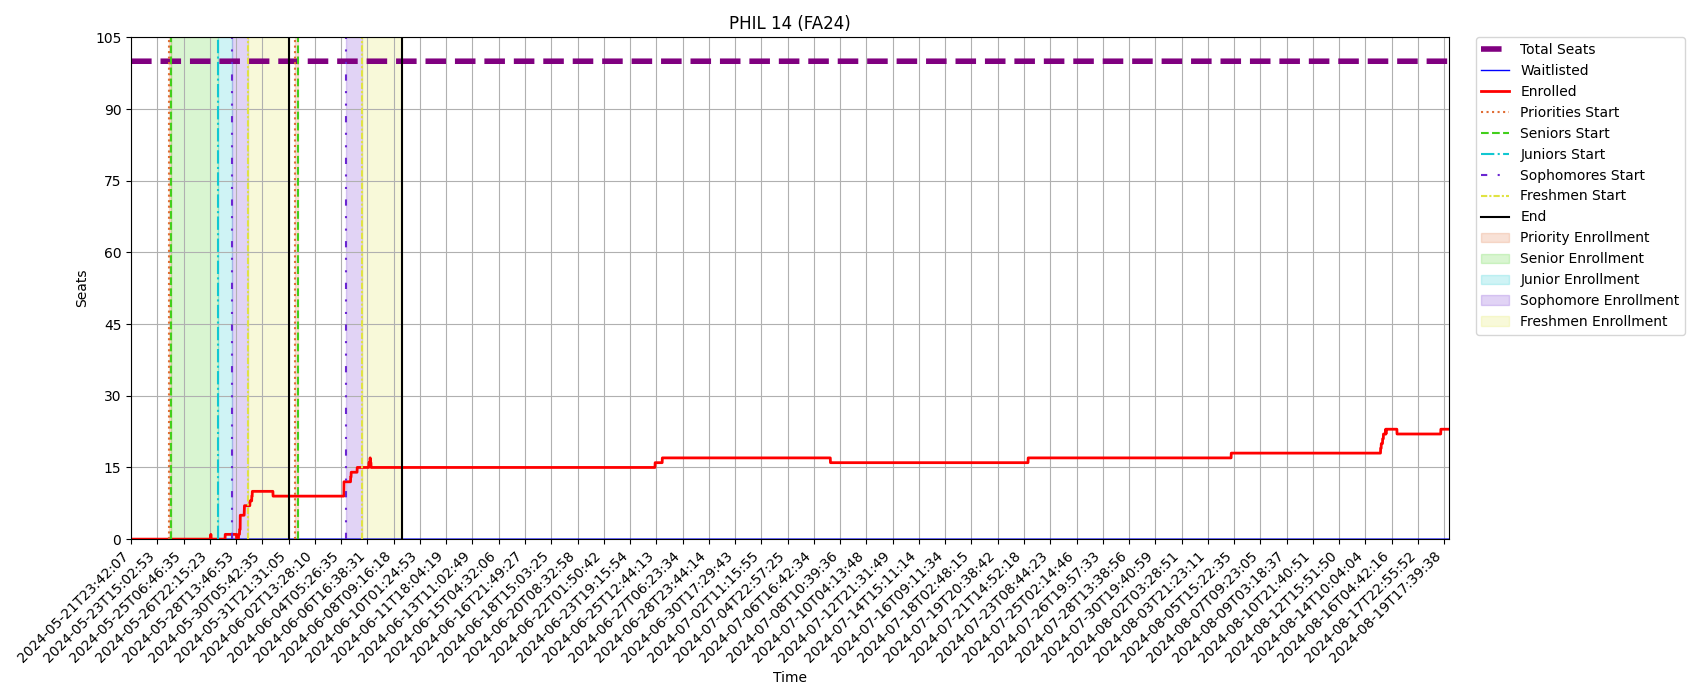 PHIL 14 (FA24)
105
90
75
60
45
30
15
0
Seats
2024-05-21T23:42:07
2024-05-23T15:02:53
2024-05-25T06:46:35
2024-05-26T22:15:23
2024-05-28T13:46:53
2024-05-30T05:42:35
2024-05-31T21:31:05
2024-06-02T13:28:10
2024-06-04T05:26:35
2024-06-06T16:38:31
2024-06-08T09:16:18
2024-06-10T01:24:53
2024-06-11T18:04:19
2024-06-13T11:02:49
2024-06-15T04:32:06
2024-06-16T21:49:27
2024-06-18T15:03:25
2024-06-20T08:32:58
2024-06-22T01:50:42
2024-06-23T19:15:54
2024-06-25T12:44:13
2024-06-27T06:23:34
2024-06-28T23:44:14
2024-06-30T17:29:43
2024-07-02T11:15:55
2024-07-04T22:57:25
2024-07-06T16:42:34
2024-07-08T10:39:36
2024-07-10T04:13:48
2024-07-12T21:31:49
2024-07-14T15:11:14
2024-07-16T09:11:34
2024-07-18T02:48:15
2024-07-19T20:38:42
2024-07-21T14:52:18
2024-07-23T08:44:23
2024-07-25T02:14:46
2024-07-26T19:57:33
2024-07-28T13:38:56
2024-07-30T19:40:59
2024-08-02T03:28:51
2024-08-03T21:23:11
2024-08-05T15:22:35
2024-08-07T09:23:05
2024-08-09T03:18:37
2024-08-10T21:40:51
2024-08-12T15:51:50
2024-08-14T10:04:04
2024-08-16T04:42:16
2024-08-17T22:55:52
2024-08-19T17:39:38
Time
Total Seats
Waitlisted
Enrolled
Priorities Start
Seniors Start
Juniors Start
Sophomores Start
Freshmen Start
End
Priority Enrollment
Senior Enrollment
Junior Enrollment
Sophomore Enrollment
Freshmen Enrollment